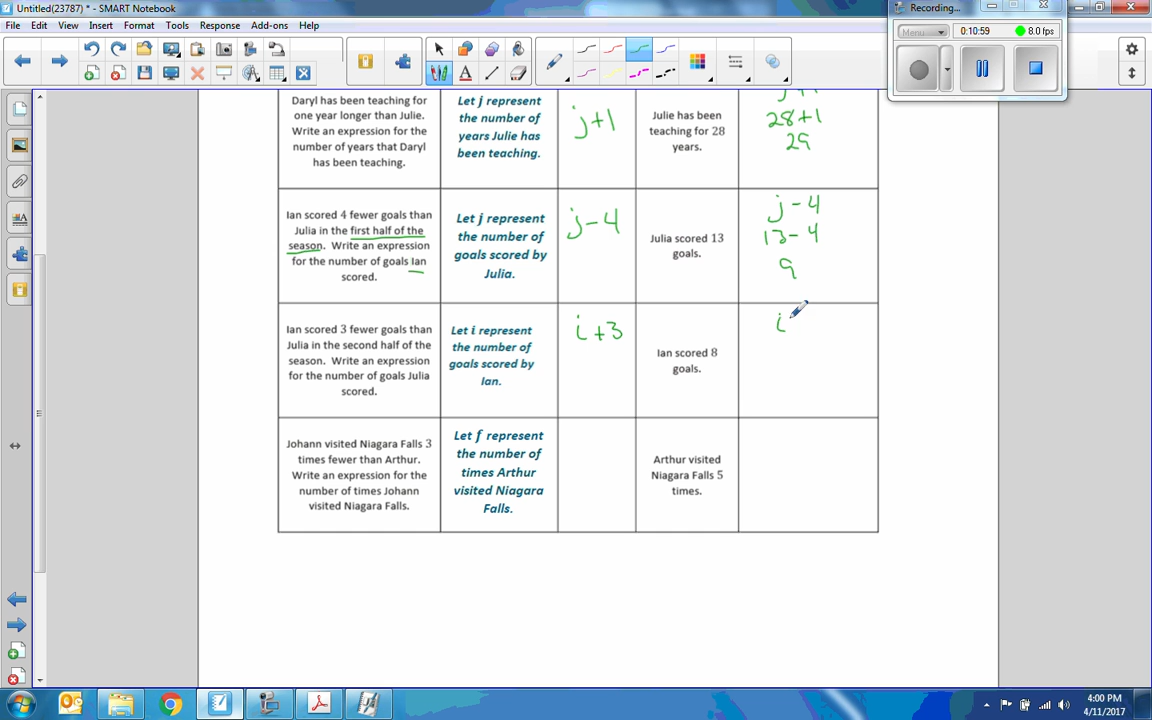 Untitled(23787) * - SMART Notebook
Recording...
File Edit View Insert Format Tools Response Add-ons Help
Menu 0:10:59 8.0 fps
Daryl has been teaching for
one year longer than Julie.
Write an expression for the
number of years that Daryl
has been teaching.
Let j represent
the number of
years Julie has
been teaching.
j+1
Julie has been
teaching for 28
years.
j+1
28+1
29
Ian scored 4 fewer goals than
Julia in the first half of the
season. Write an expression
for the number of goals Ian
scored.
Let j represent
the number of
goals scored by
Julia.
j-4
Julia scored 13
goals.
j-4
13-4
9
Ian scored 3 fewer goals than
Julia in the second half of the
season. Write an expression
for the number of goals Julia
scored.
Let i represent
the number of
goals scored by
Ian.
i+3
Ian scored 8
goals.
i
Johann visited Niagara Falls 3
times fewer than Arthur.
Write an expression for the
number of times Johann
visited Niagara Falls.
Let f represent
the number of
times Arthur
visited Niagara
Falls.
Arthur visited
Niagara Falls 5
times.
4:00 PM
4/11/2017